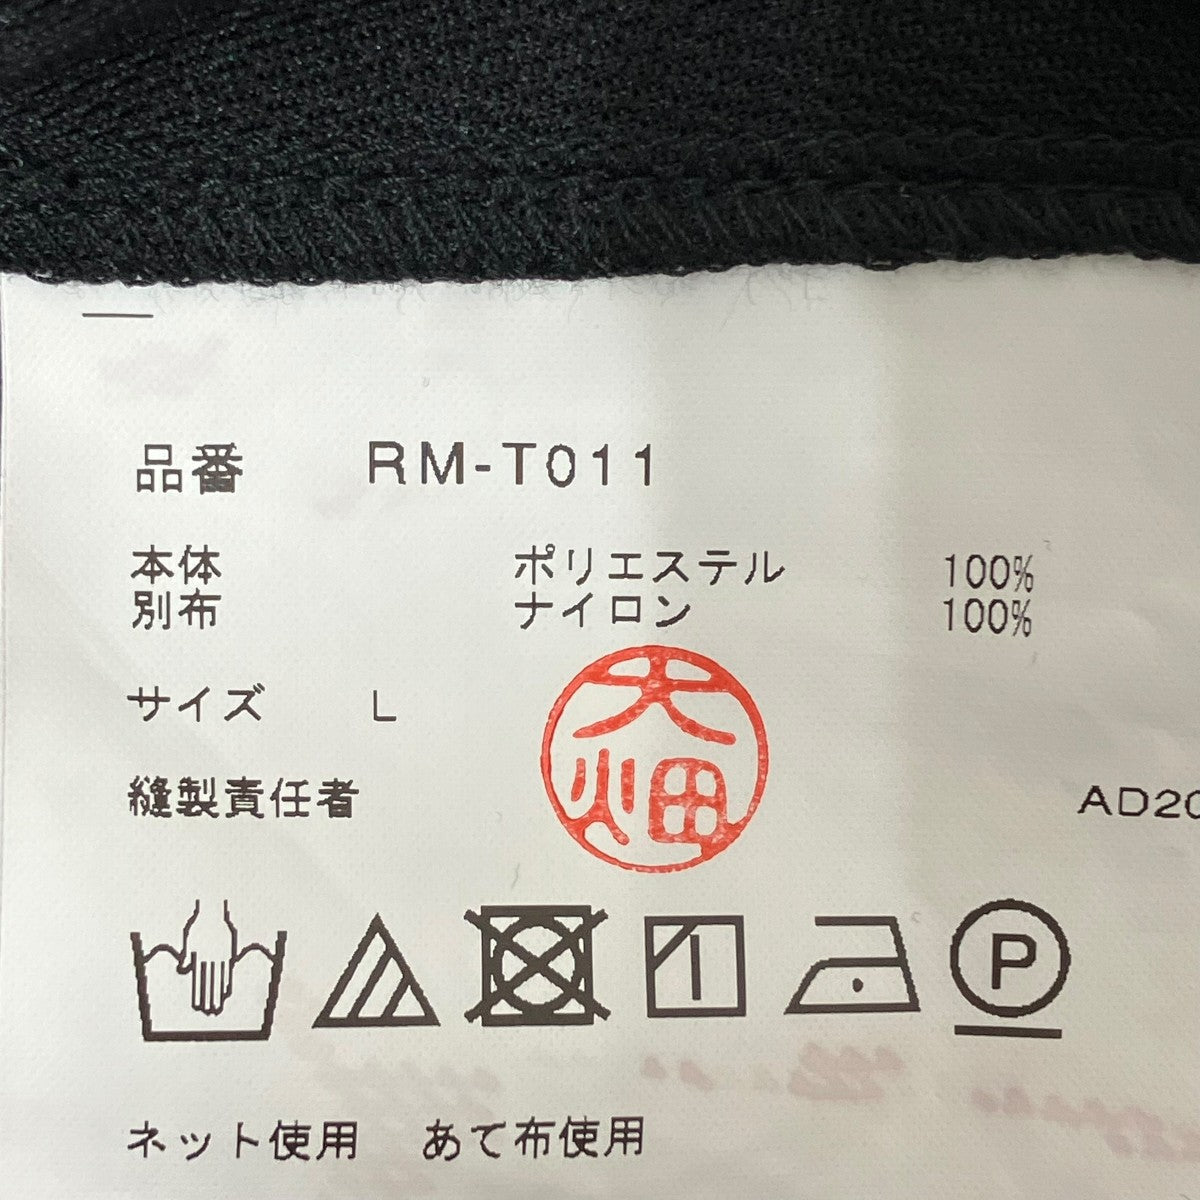 品番 RM-T011
本体 ポリエステル 100%
別布 ナイロン 100%
サイズ L
大畑
縫製責任者 AD20
P
ネット使用 あて布使用